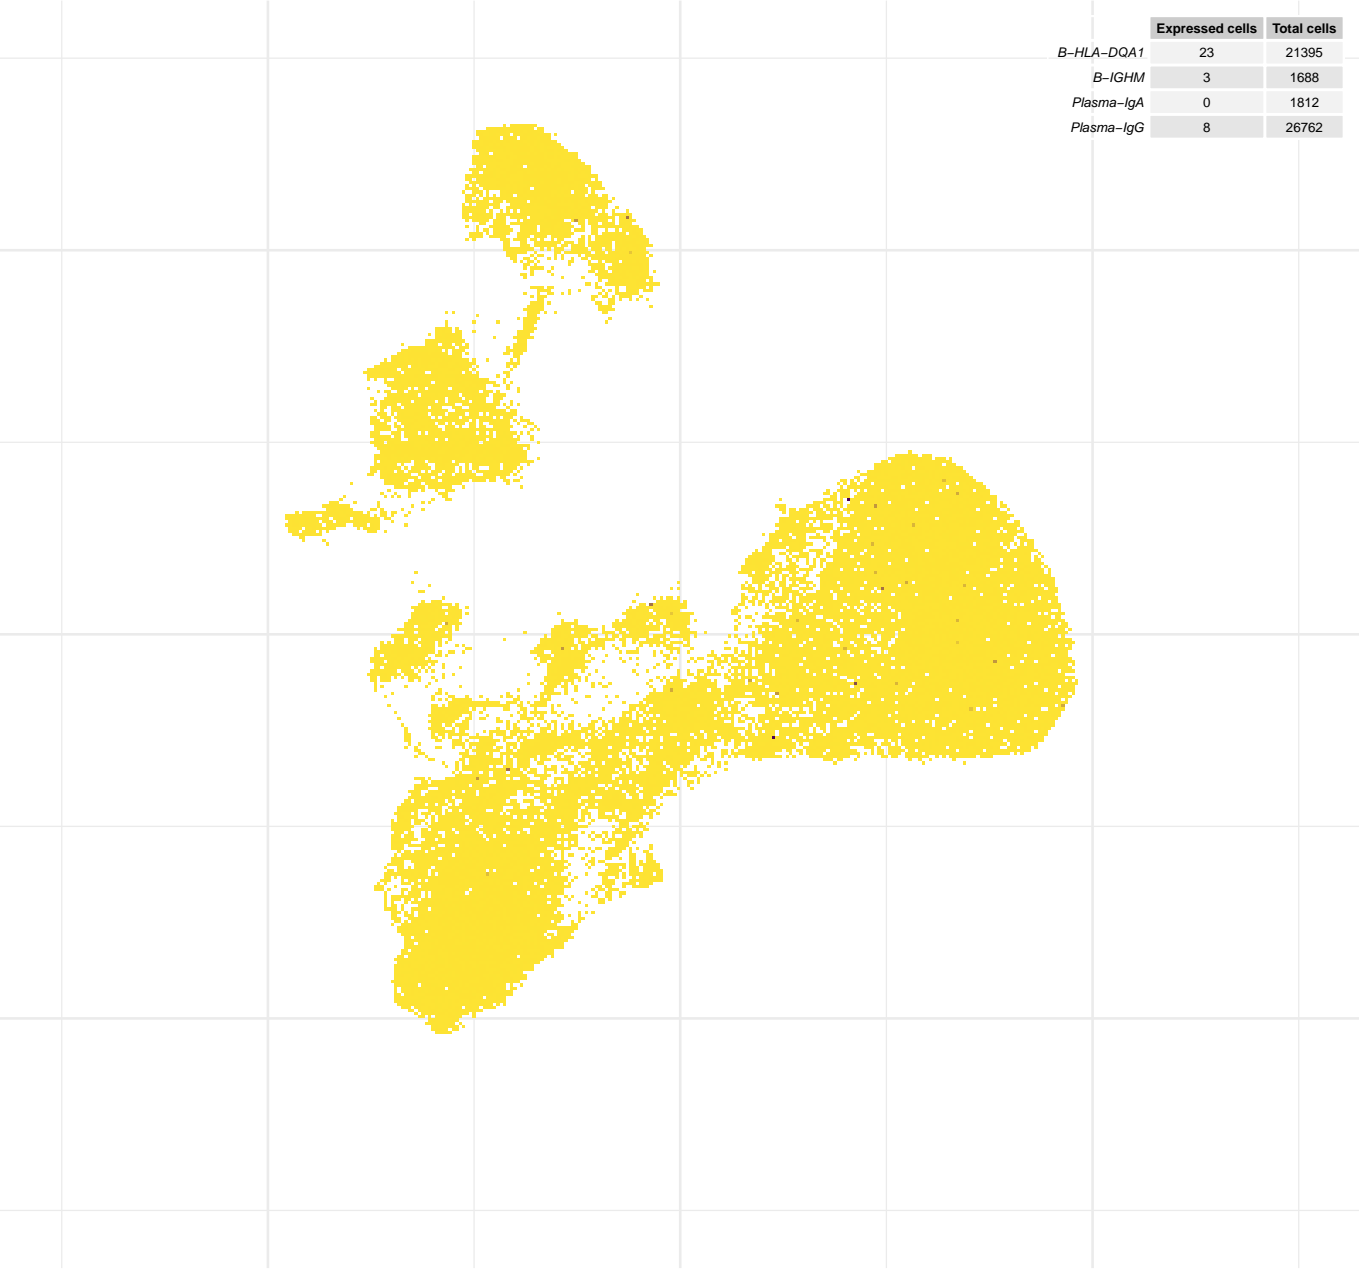 Expressed cells Total cells
B−HLA−DQA1 23 21395
B−IGHM 3 1688
Plasma−IgA 0 1812
Plasma−IgG 8 26762